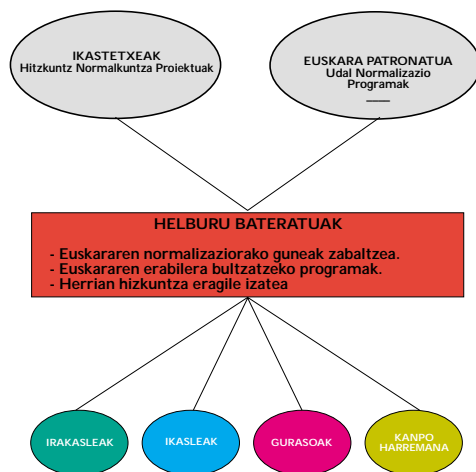 IKASTETXEAK
Hitzkuntz Normalkuntza Proiektuak
EUSKARA PATRONATUA
Udal Normalizazio
Programak
HELBURU BATERATUAK
- Euskararen normalizaziorako guneak zabaltzea.
- Euskararen erabilera bultzatzeko programak.
- Herrian hizkuntza eragile izatea
IRAKASLEAK
IKASLEAK
GURASOAK
KANPO
HARREMANA